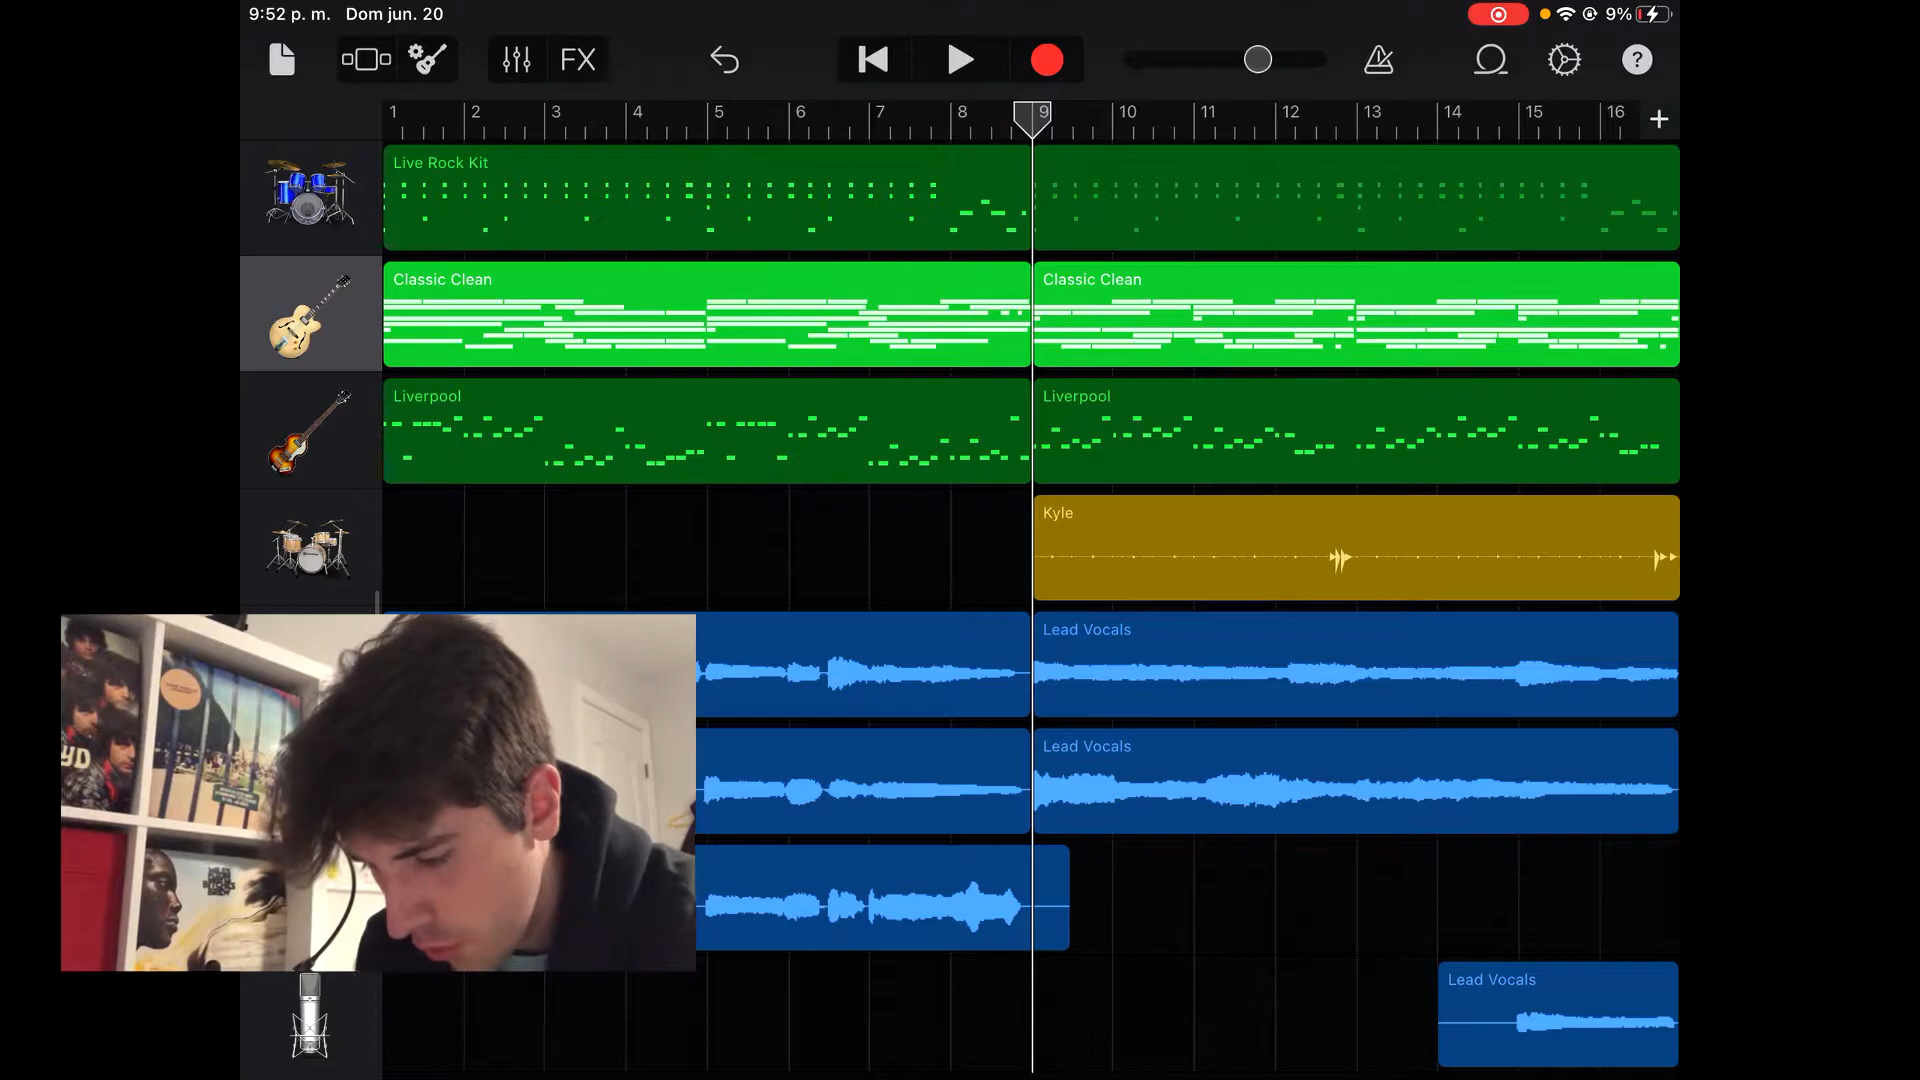 9:52 p. m. Dom jun. 20
9%
FX
?
1 2 3 4 5 6 7 8 9 10 11 12 13 14 15 16 +
Live Rock Kit
Classic Clean
Classic Clean
Liverpool
Liverpool
Kyle
Lead Vocals
Lead Vocals
Lead Vocals
YD